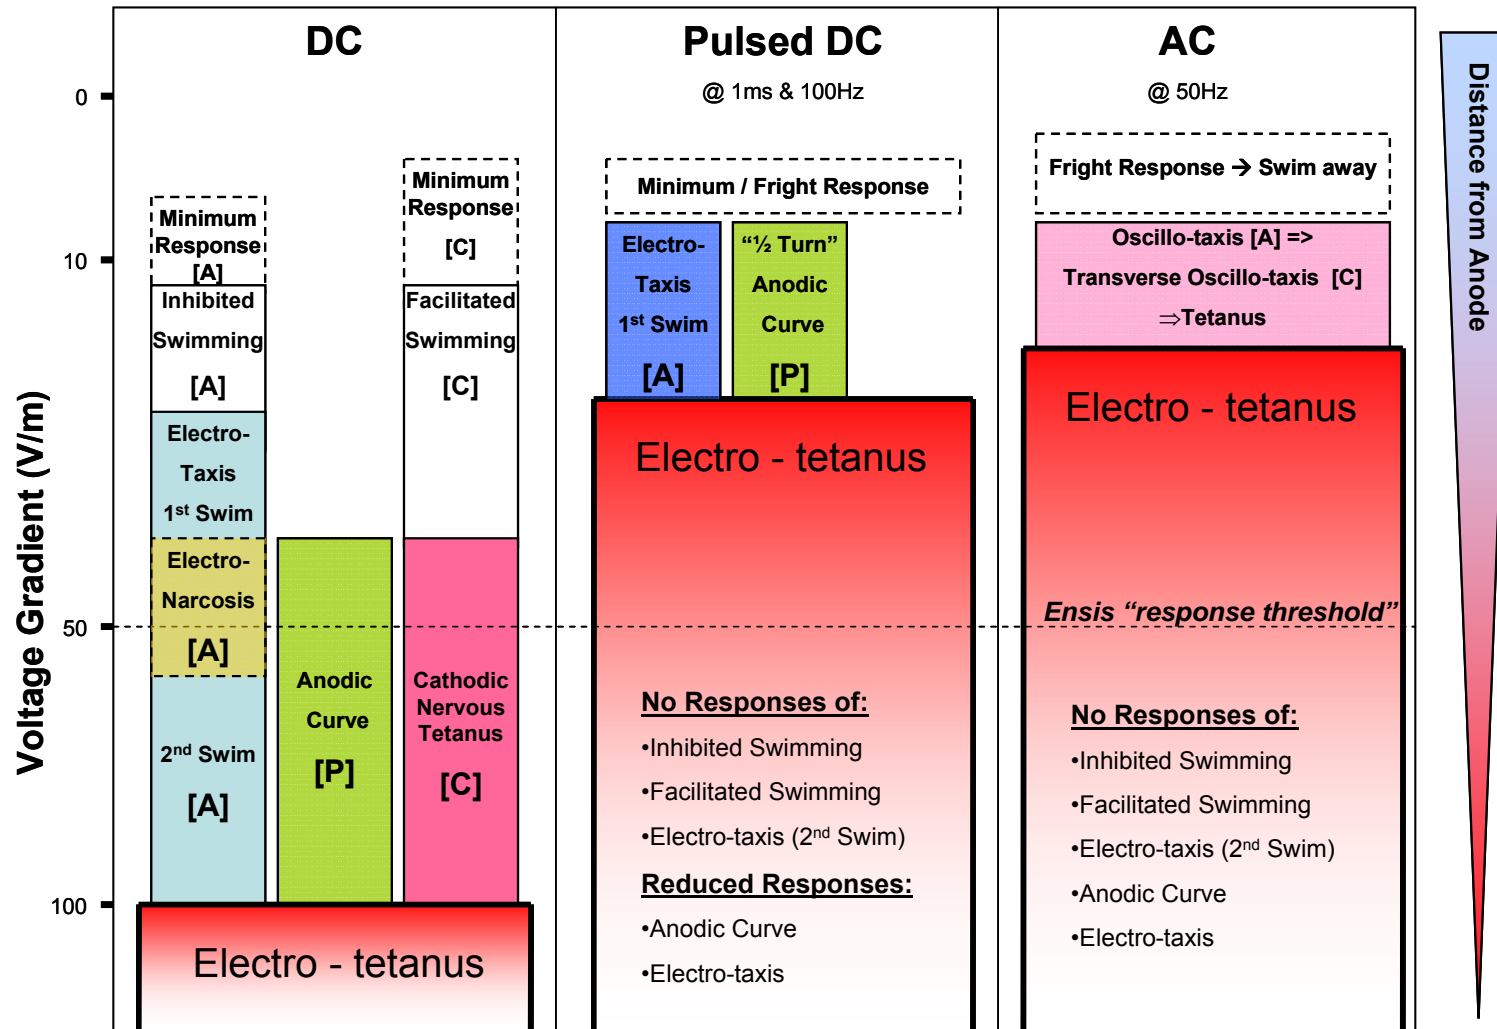 DC
Pulsed DC
@ 1ms & 100Hz
AC
@ 50Hz
Voltage Gradient (V/m)
0
10
50
100
Distance from Anode
Minimum
Response
[A]
Inhibited
Swimming
[A]
Electro-
Taxis
1st Swim
Electro-
Narcosis
[A]
2nd Swim
[A]
Anodic
Curve
[P]
Minimum
Response
[C]
Facilitated
Swimming
[C]
Cathodic
Nervous
Tetanus
[C]
Electro - tetanus
Minimum / Fright Response
Electro-
Taxis
1st Swim
[A]
“½ Turn”
Anodic
Curve
[P]
Electro - tetanus
No Responses of:
•Inhibited Swimming
•Facilitated Swimming
•Electro-taxis (2nd Swim)
Reduced Responses:
•Anodic Curve
•Electro-taxis
Fright Response → Swim away
Oscillo-taxis [A] =>
Transverse Oscillo-taxis [C]
⇒Tetanus
Electro - tetanus
Ensis “response threshold”
No Responses of:
•Inhibited Swimming
•Facilitated Swimming
•Electro-taxis (2nd Swim)
•Anodic Curve
•Electro-taxis